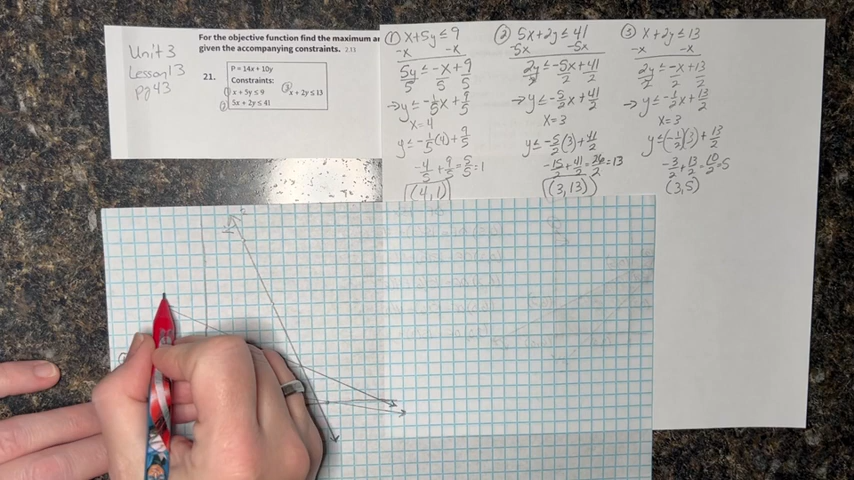 Unit 3
Lesson 13
pg 43
For the objective function find the maximum a
given the accompanying constraints. 2.13
21.
P = 14x + 10y
Constraints:
① x + 5y ≤ 9
② 5x + 2y ≤ 41
③ x + 2y ≤ 13
① x + 5y ≤ 9
-x -x
5y/5 ≤ -x/5 + 9/5
→ y ≤ -1/5 x + 9/5
x = 4
y ≤ -1/5 (4) + 9/5
-4/5 + 9/5 = 5/5 = 1
(4,1)
② 5x + 2y ≤ 41
-5x -5x
2y/2 ≤ -5x/2 + 41/2
→ y ≤ -5/2 x + 41/2
x = 3
y ≤ -5/2 (3) + 41/2
-15/2 + 41/2 = 26/2 = 13
(3,13)
③ x + 2y ≤ 13
-x -x
2y/2 ≤ -x/2 + 13/2
→ y ≤ -1/2 x + 13/2
x = 3
y ≤ (-1/2)(3) + 13/2
-3/2 + 13/2 = 10/2 = 5
(3,5)